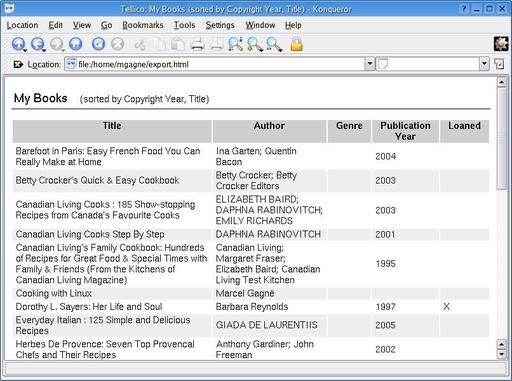 Tellico: My Books (sorted by Copyright Year, Title) - Konqueror
Location Edit View Go Bookmarks Tools Settings Window Help
Location: file:/home/mgagne/export.html
My Books (sorted by Copyright Year, Title)
Title Author Genre Publication Year Loaned
Barefoot in Paris: Easy French Food You Can
Really Make at Home
Ina Garten; Quentin
Bacon
2004
Betty Crocker's Quick & Easy Cookbook
Betty Crocker; Betty
Crocker Editors
2003
Canadian Living Cooks : 185 Show-stopping
Recipes from Canada's Favourite Cooks
ELIZABETH BAIRD;
DAPHNA RABINOVITCH;
EMILY RICHARDS
2003
Canadian Living Cooks Step By Step
DAPHNA RABINOVITCH
2001
Canadian Living's Family Cookbook: Hundreds
of Recipes for Great Food & Special Times with
Family & Friends (From the Kitchens of
Canadian Living Magazine)
Canadian Living;
Margaret Fraser;
Elizabeth Baird; Canadian
Living Test Kitchen
1995
Cooking with Linux
Marcel Gagné
Dorothy L. Sayers: Her Life and Soul
Barbara Reynolds
1997
X
Everyday Italian : 125 Simple and Delicious
Recipes
GIADA DE LAURENTIIS
2005
Herbes De Provence: Seven Top Provencal
Chefs and Their Recipes
Anthony Gardiner; John
Freeman
2002